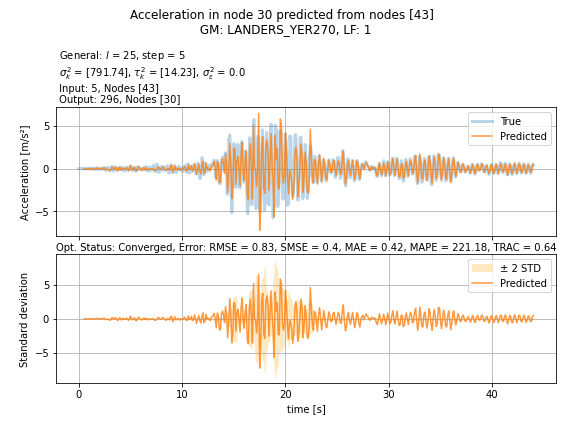 Acceleration in node 30 predicted from nodes [43]
GM: LANDERS_YER270, LF: 1
General: l = 25, step = 5
σ²ₖ = [791.74], τ²ₖ = [14.23], σ²ε = 0.0
Input: 5, Nodes [43]
Output: 296, Nodes [30]
Acceleration [m/s²]
5
0
−5
True
Predicted
Opt. Status: Converged, Error: RMSE = 0.83, SMSE = 0.4, MAE = 0.42, MAPE = 221.18, TRAC = 0.64
Standard deviation
5
0
−5
± 2 STD
Predicted
0 10 20 30 40
time [s]